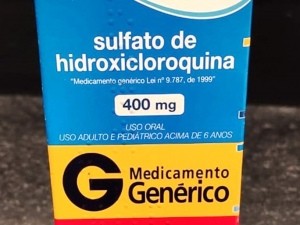 sulfato de
hidroxicloroquina
"Medicamento genérico Lei nº 9.787, de 1999"
400 mg
USO ORAL
USO ADULTO E PEDIÁTRICO ACIMA DE 6 ANOS
G Medicamento
Genérico